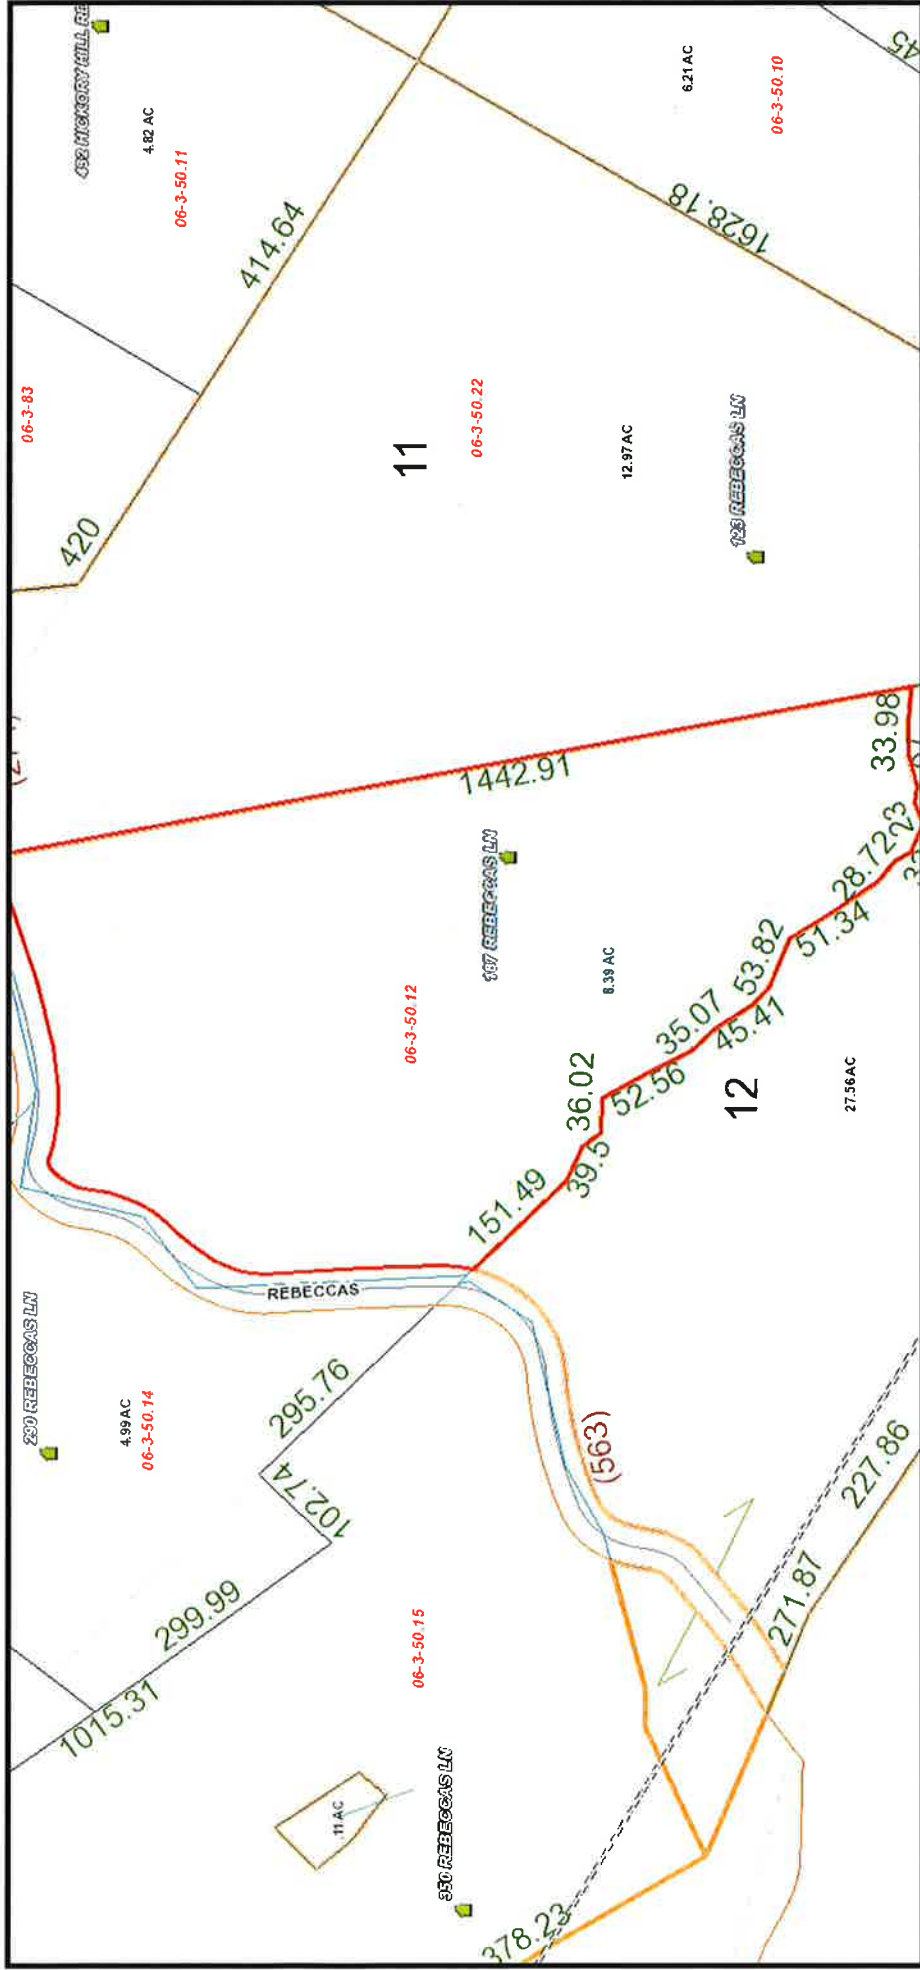 492 HICKORY HILL
4.82 AC
06-3-50.11
6.21 AC
06-3-50.10
45
414.64
1628.18
06-3-83
420
11
06-3-50.22
12.97 AC
123 REBECCAS LN
1442.91
33.98
187 REBECCAS LN
06-3-50.12
8.39 AC
28.72
23
51.34
53.82
45.41
35.07
52.56
36.02
39.5
151.49
12
27.56 AC
REBECCAS
290 REBECCAS LN
4.99 AC
06-3-50.14
295.76
102.74
299.99
1015.31
(563)
227.86
271.87
06-3-50.15
.11 AC
350 REBECCAS LN
378.23